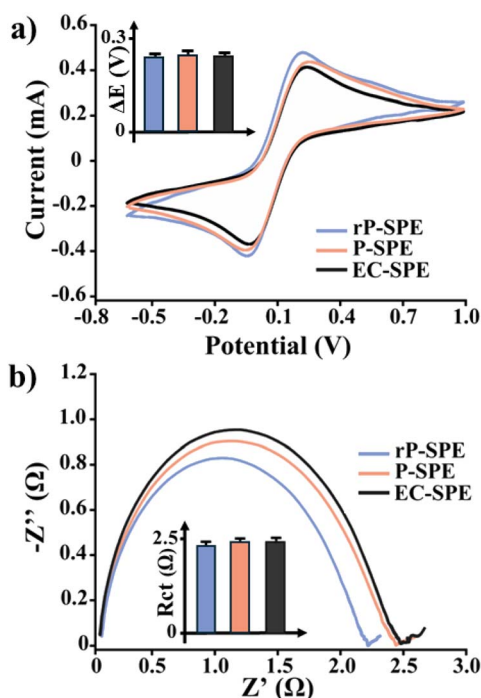 a)
0.6
0.4
0.2
0
-0.2
-0.4
-0.6
Current (mA)
0.3
0
ΔE (V)
rP-SPE
P-SPE
EC-SPE
-0.8
-0.5
-0.2
0.1
0.4
0.7
1.0
Potential (V)
b)
1.2
1.0
0.8
0.6
0.4
0.2
0
-Z’’ (Ω)
rP-SPE
P-SPE
EC-SPE
2.5
0
Rct (Ω)
0
0.5
1.0
1.5
2.0
2.5
3.0
Z’ (Ω)